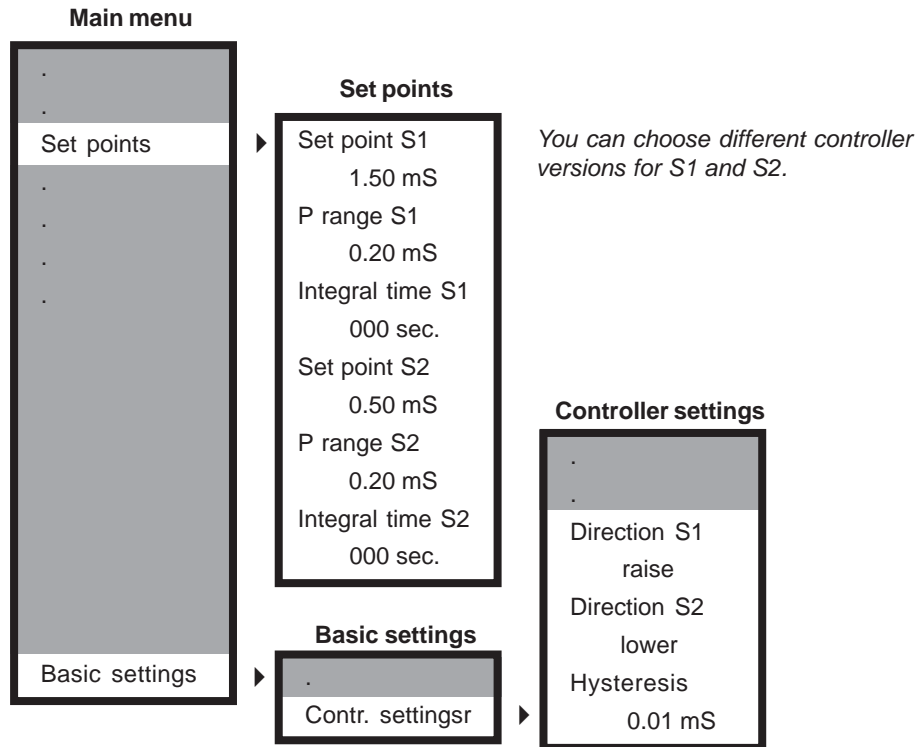 Main menu
.
.
Set points
.
.
.
.
Basic settings
Set points
Set point S1
1.50 mS
P range S1
0.20 mS
Integral time S1
000 sec.
Set point S2
0.50 mS
P range S2
0.20 mS
Integral time S2
000 sec.
You can choose different controller
versions for S1 and S2.
Basic settings
.
Contr. settingsr
Controller settings
.
.
Direction S1
raise
Direction S2
lower
Hysteresis
0.01 mS